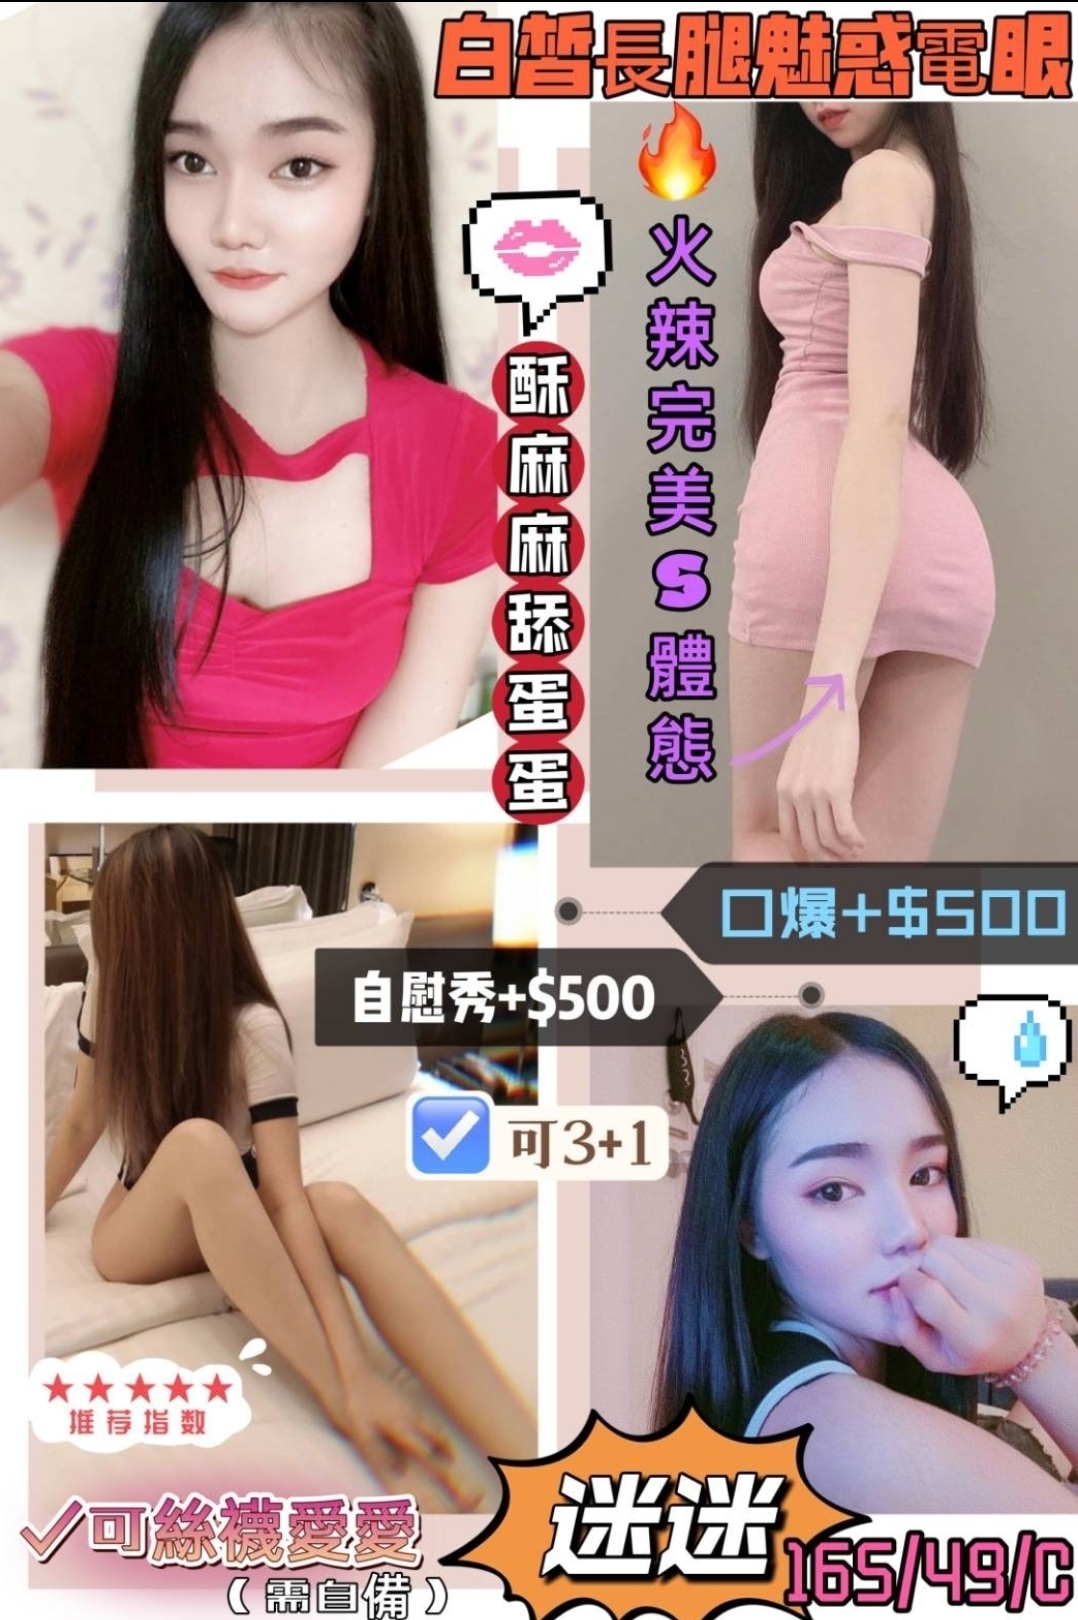 白皙長腿魅惑電眼
火辣完美S體態
酥麻麻舔蛋蛋
口爆+$500
自慰秀+$500
可3+1
★★★★★
推荐指数
可絲襪愛愛
（需自備）
迷迷
165/49/C